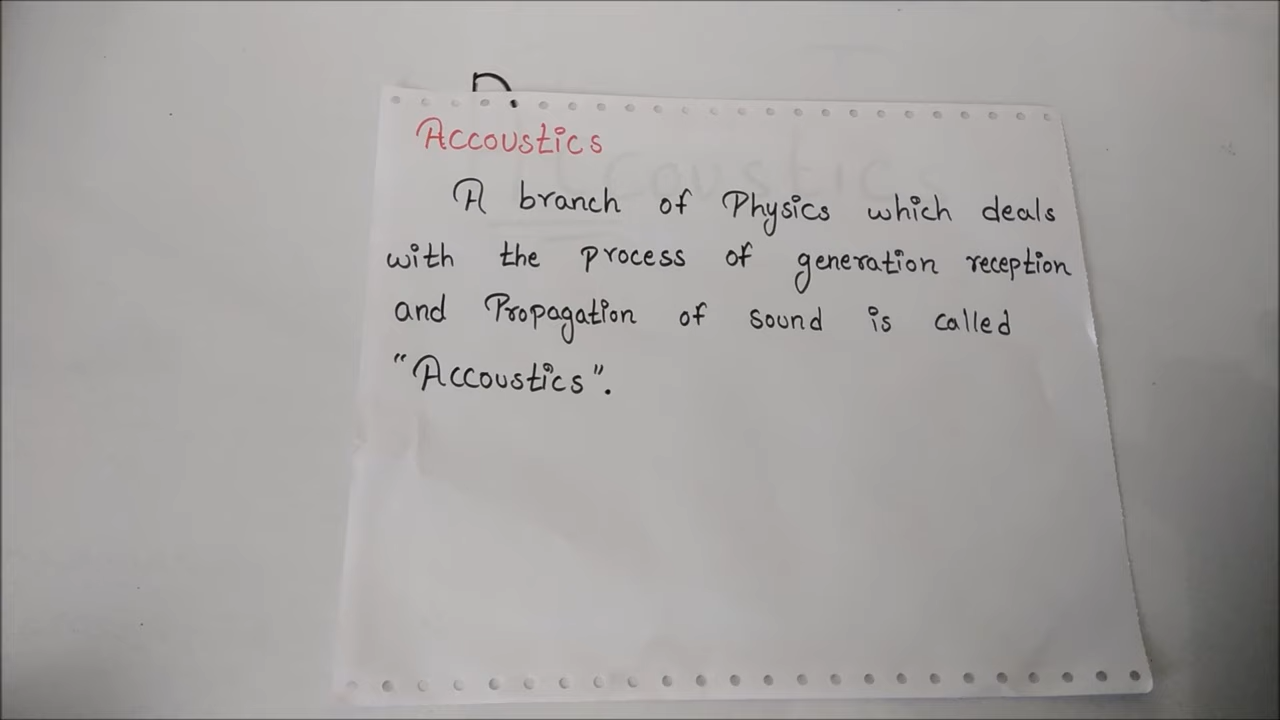 Accoustics
A branch of Physics which deals
with the process of generation reception
and Propagation of sound is called
"Accoustics".